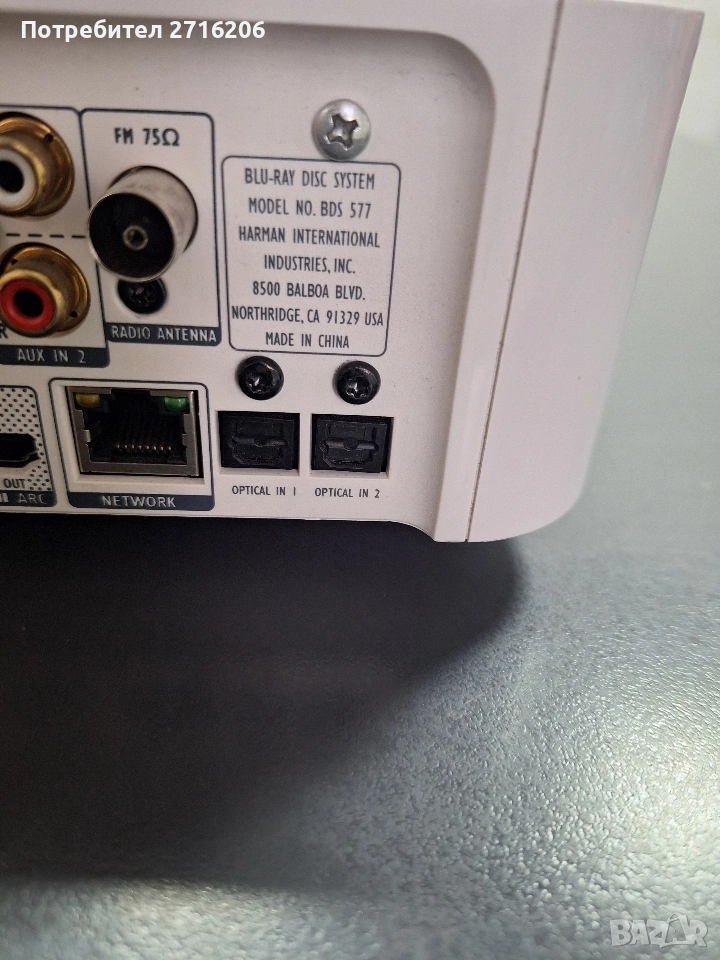 Потребител 2716206
FM 75Ω
RADIO ANTENNA
AUX IN 2
BLU-RAY DISC SYSTEM
MODEL NO. BDS 577
HARMAN INTERNATIONAL
INDUSTRIES, INC.
8500 BALBOA BLVD.
NORTHRIDGE, CA 91329 USA
MADE IN CHINA
OUT
ARC
NETWORK
OPTICAL IN 1
OPTICAL IN 2
BAZAR